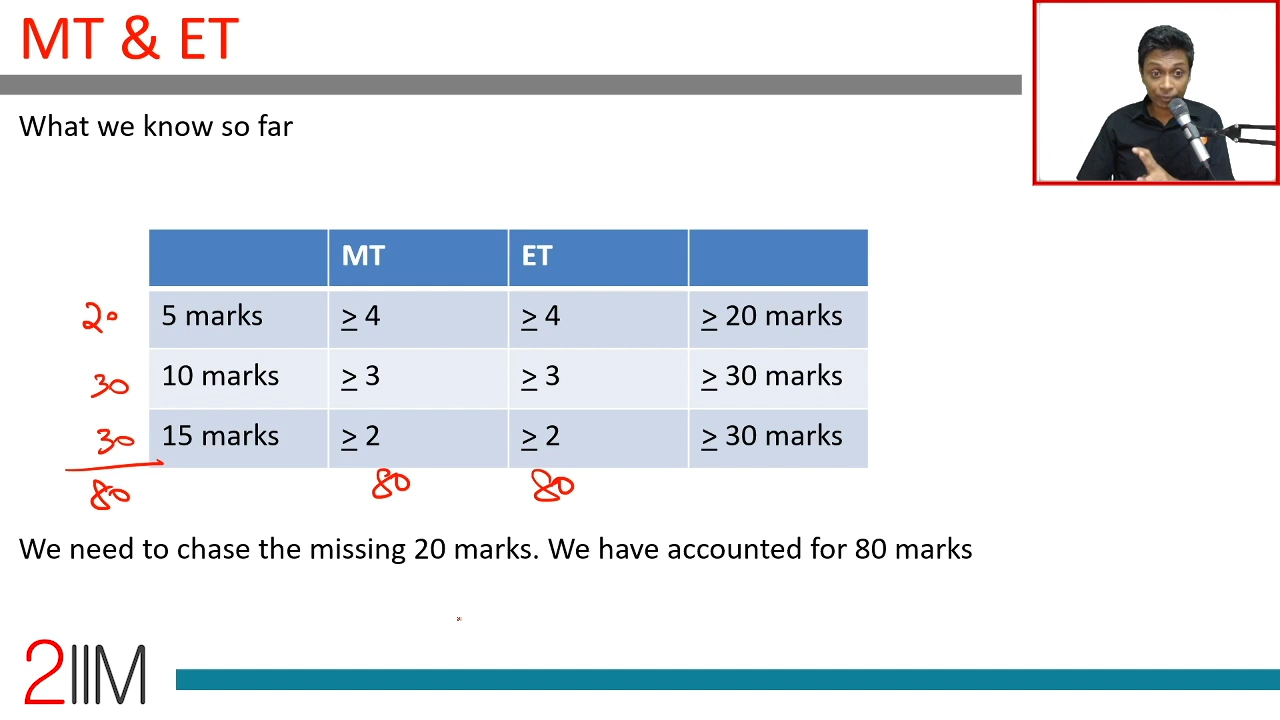 MT & ET
What we know so far
MT ET
20 5 marks ≥ 4 ≥ 4 ≥ 20 marks
30 10 marks ≥ 3 ≥ 3 ≥ 30 marks
30 15 marks ≥ 2 ≥ 2 ≥ 30 marks
80 80 80
We need to chase the missing 20 marks. We have accounted for 80 marks
2IIM